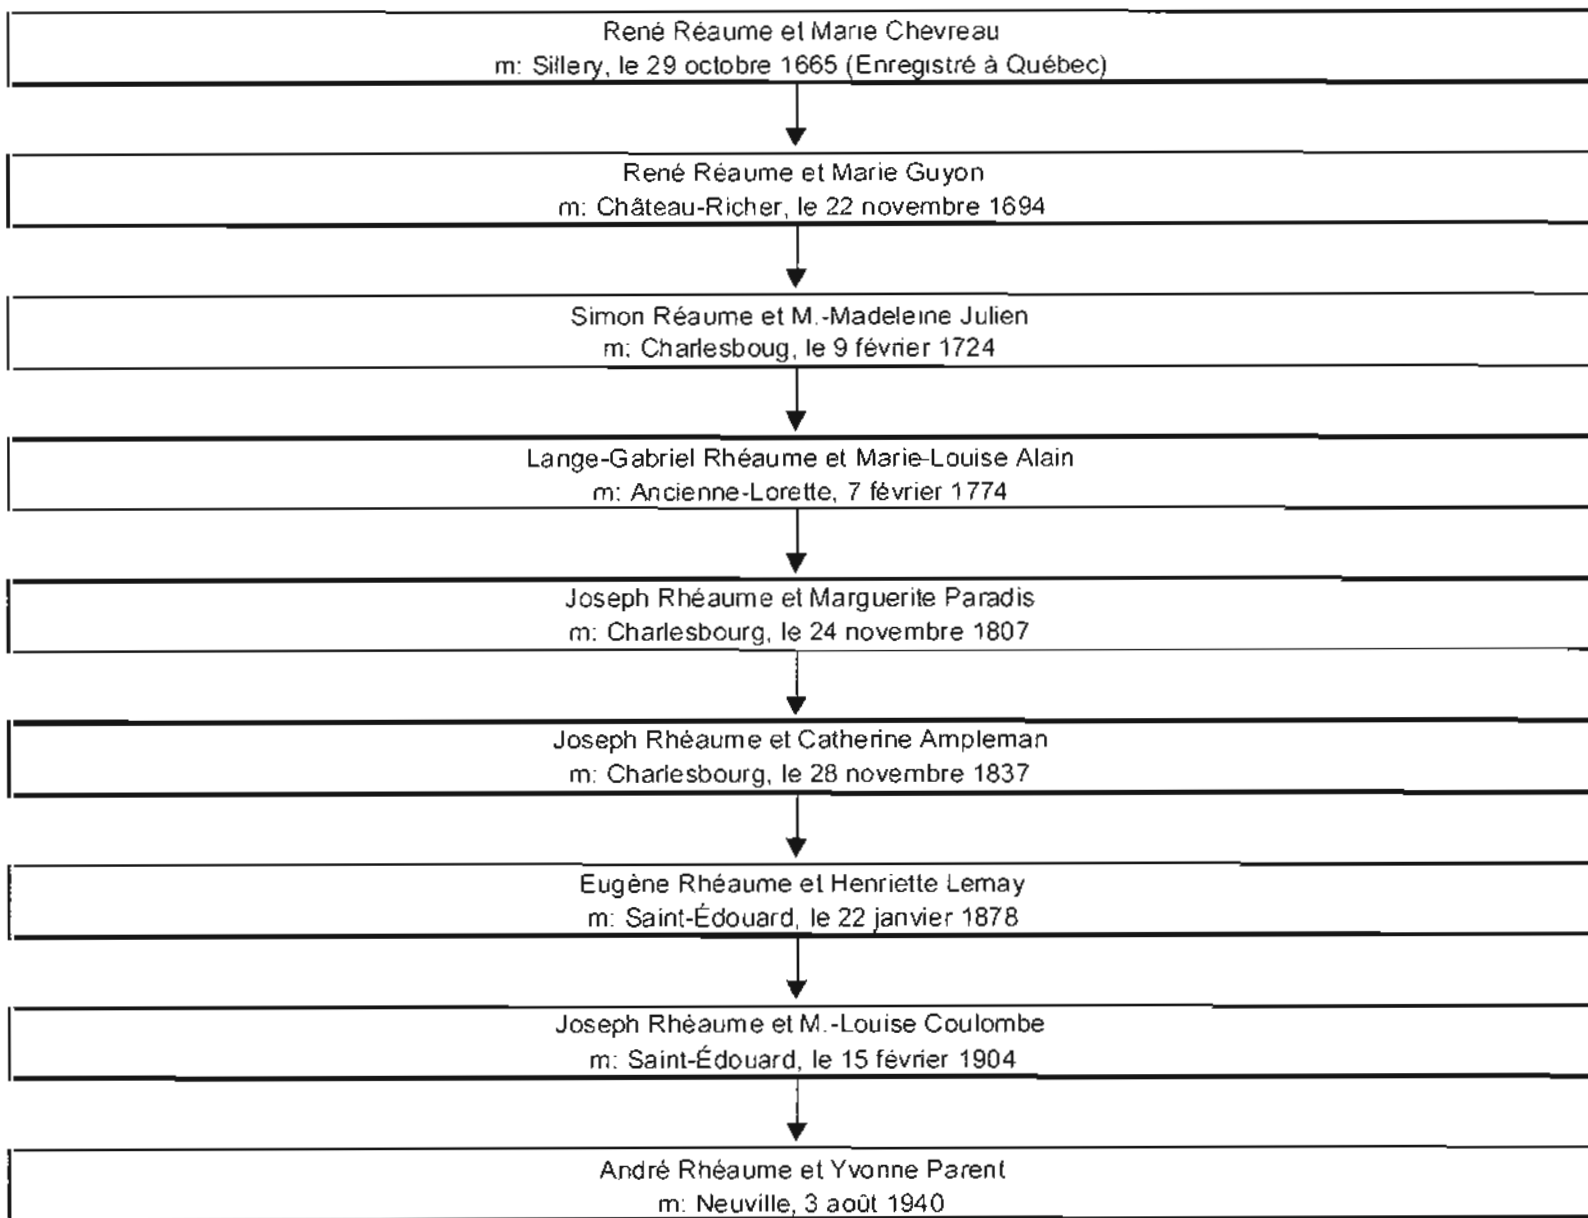 René Réaume et Marie Chevreau
m: Sillery, le 29 octobre 1665 (Enregistré à Québec)
René Réaume et Marie Guyon
m: Château-Richer, le 22 novembre 1694
Simon Réaume et M.-Madeleine Julien
m: Charlesboug, le 9 février 1724
Lange-Gabriel Rhéaume et Marie-Louise Alain
m: Ancienne-Lorette, 7 février 1774
Joseph Rhéaume et Marguerite Paradis
m: Charlesbourg, le 24 novembre 1807
Joseph Rhéaume et Catherine Ampleman
m: Charlesbourg, le 28 novembre 1837
Eugène Rhéaume et Henriette Lemay
m: Saint-Édouard, le 22 janvier 1878
Joseph Rhéaume et M.-Louise Coulombe
m: Saint-Édouard, le 15 février 1904
André Rhéaume et Yvonne Parent
m: Neuville, 3 août 1940